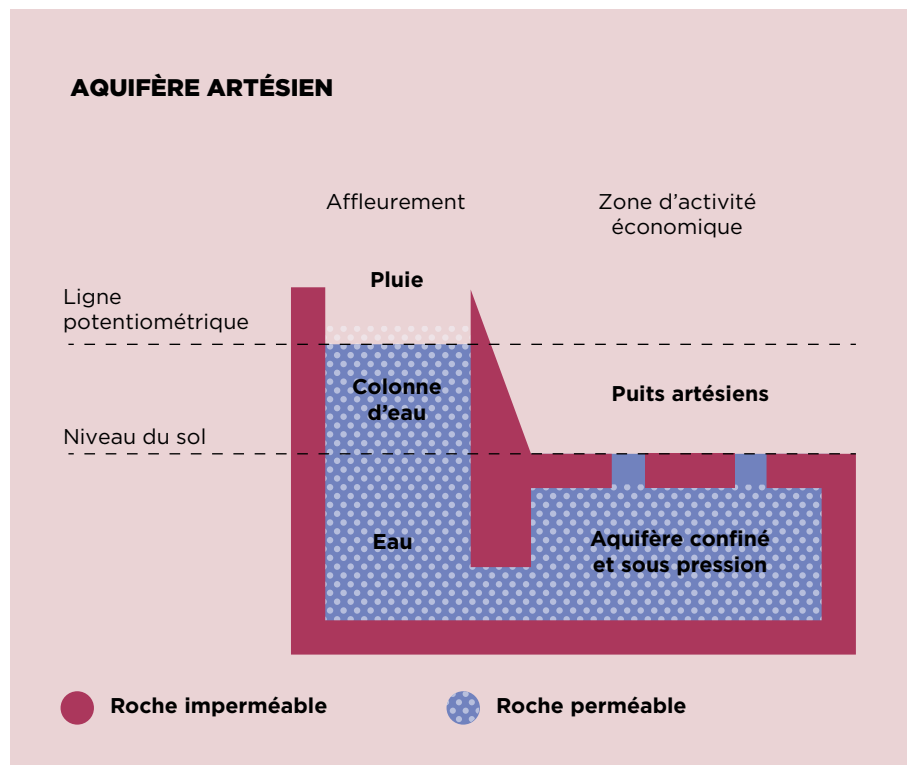 AQUIFÈRE ARTÉSIEN
Affleurement
Zone d'activité
économique
Pluie
Ligne
potentiométrique
Colonne
d'eau
Puits artésiens
Niveau du sol
Eau
Aquifère confiné
et sous pression
Roche imperméable
Roche perméable